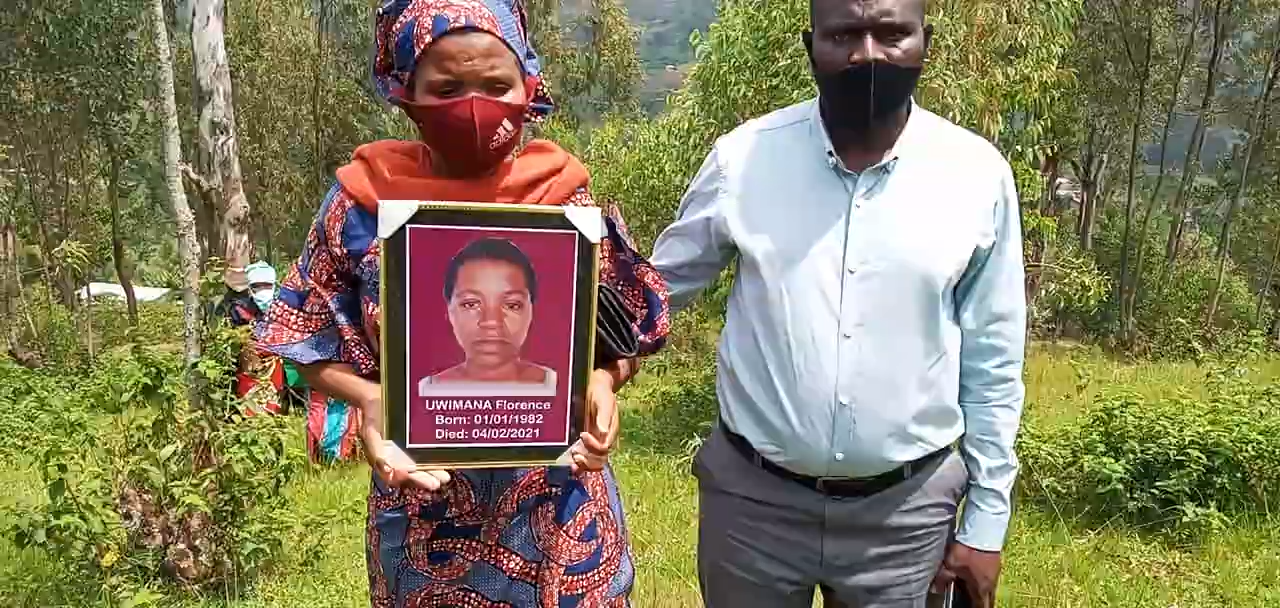 adidas
UWIMANA Florence
Born: 01/01/1982
Died: 04/02/2021